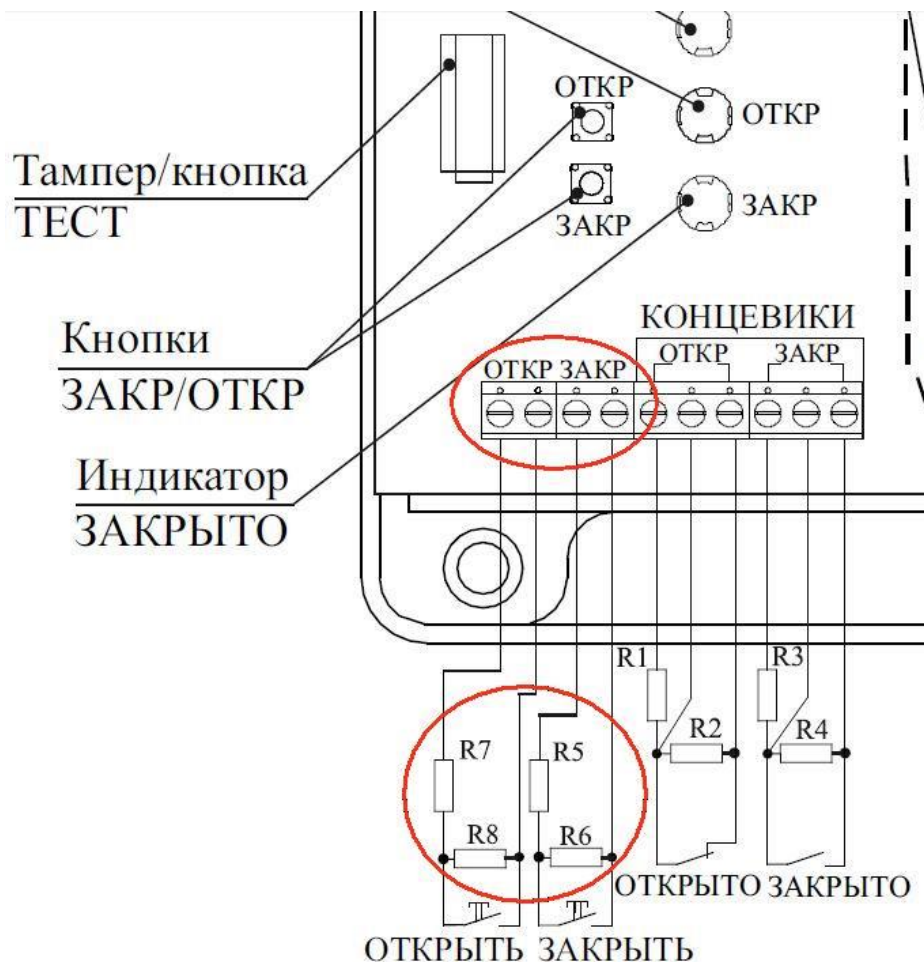 ОТКР
ОТКР
Тампер/кнопка
ТЕСТ
ЗАКР
ЗАКР
Кнопки
ЗАКР/ОТКР
КОНЦЕВИКИ
ОТКР ЗАКР ОТКР ЗАКР
Индикатор
ЗАКРЫТО
R1 R3
R7 R5 R2 R4
R8 R6
ОТКРЫТО ЗАКРЫТО
ОТКРЫТЬ ЗАКРЫТЬ